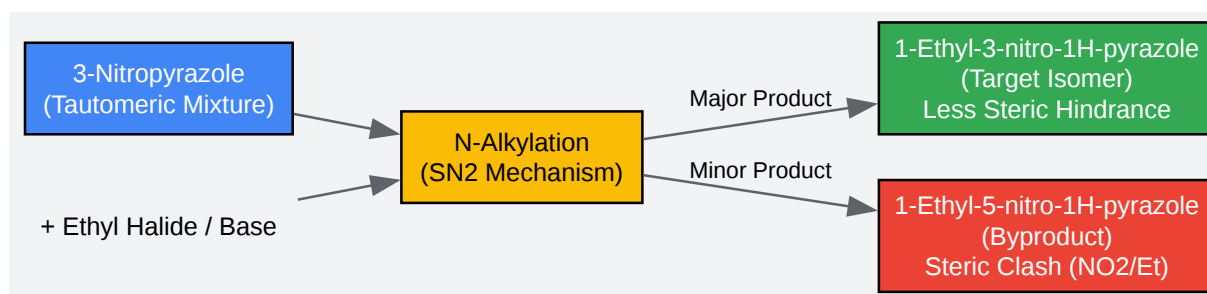 3-Nitropyrazole
(Tautomeric Mixture)
+ Ethyl Halide / Base
N-Alkylation
(SN2 Mechanism)
Major Product
Minor Product
1-Ethyl-3-nitro-1H-pyrazole
(Target Isomer)
Less Steric Hindrance
1-Ethyl-5-nitro-1H-pyrazole
(Byproduct)
Steric Clash (NO2/Et)